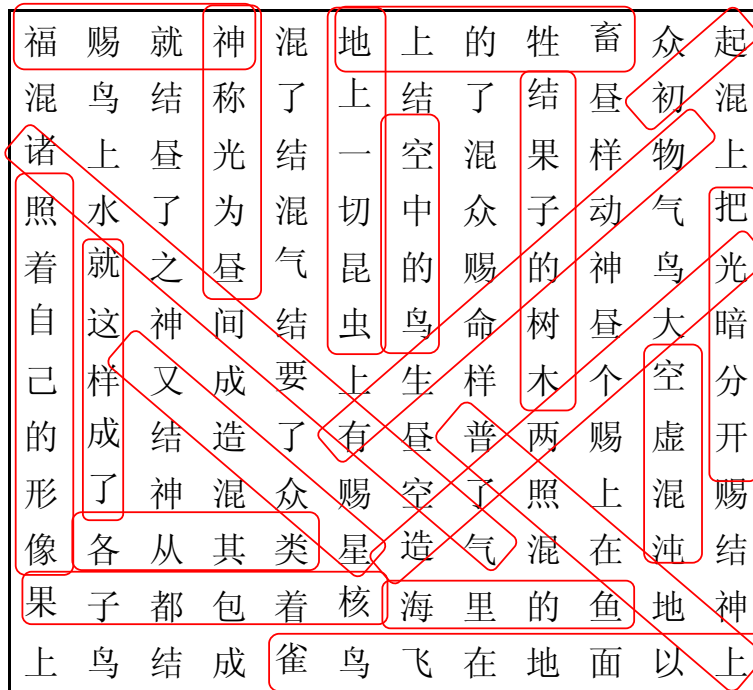 福赐就神混地上的牲畜众起
混鸟结称了上结了结昼初混
诸上昼光结一空混果样物上
照水了为混切中众子动气把
着就之昼气昆的赐的神鸟光
自这神间结虫鸟命树昼大暗
己样又成要上生样木个空分
的成结造了有昼普两赐虚开
形了神混众赐空了照上混赐
像各从其类星造气混在沌结
果子都包着核海里的鱼地神
上鸟结成雀鸟飞在地面以上